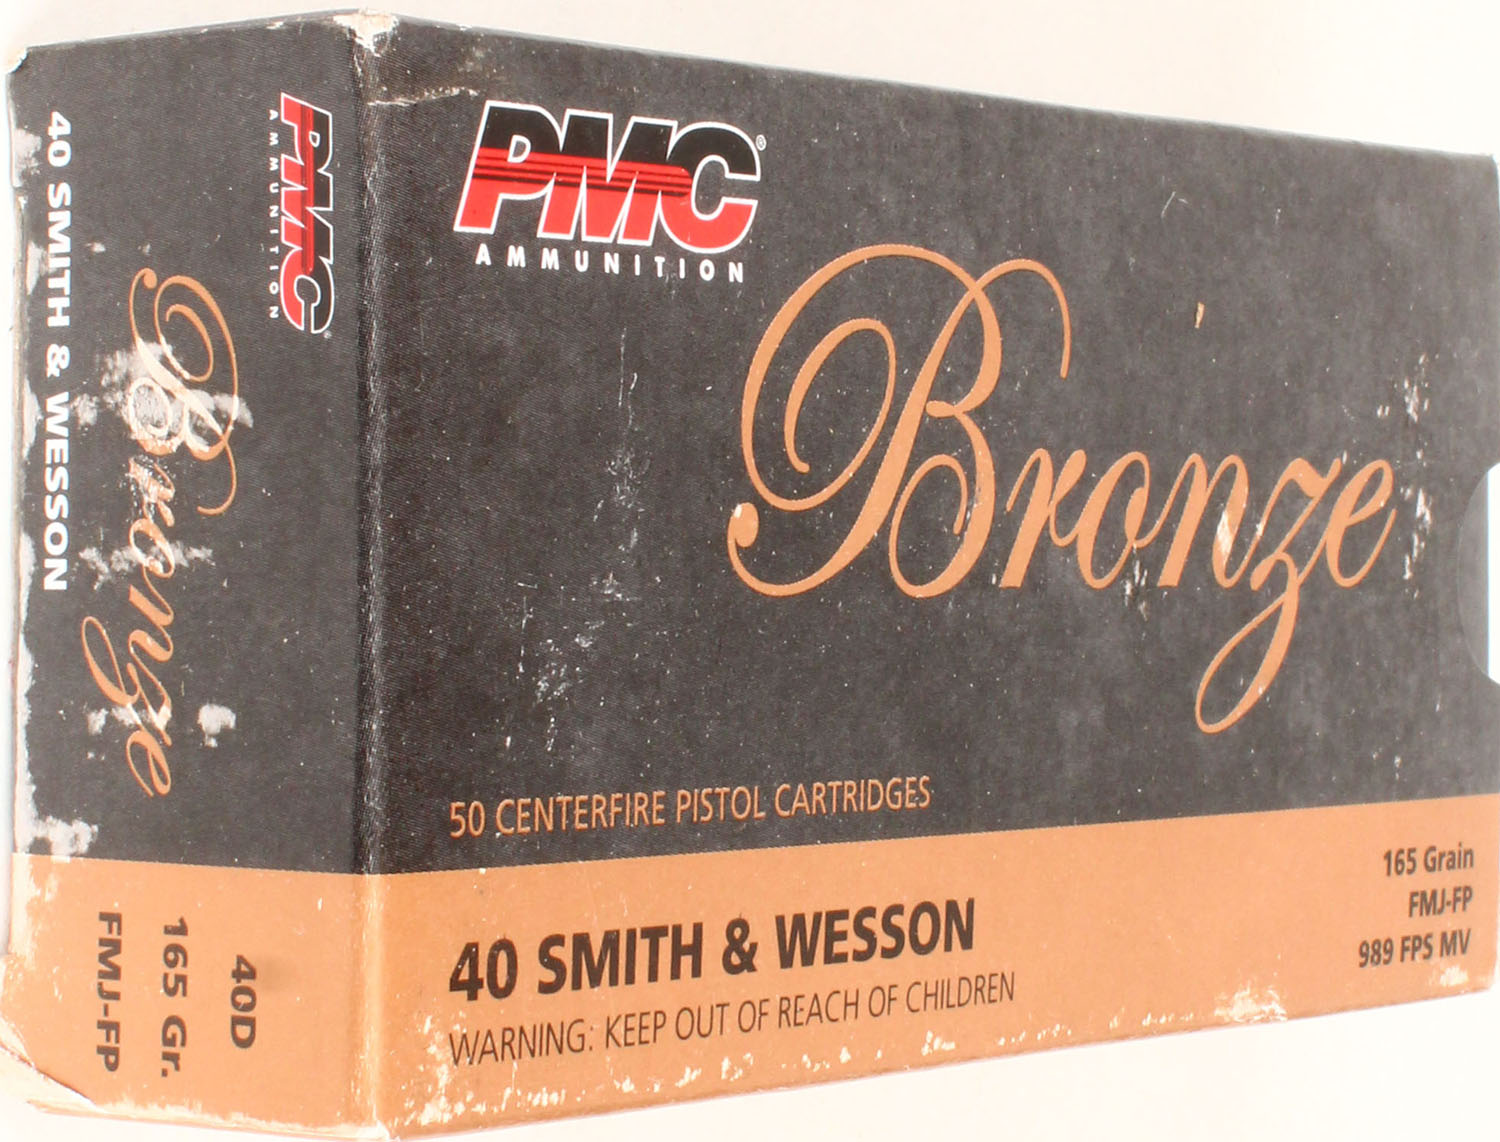 PMC®
AMMUNITION
Bronze
50 CENTERFIRE PISTOL CARTRIDGES
40 SMITH & WESSON
WARNING: KEEP OUT OF REACH OF CHILDREN
165 Grain
FMJ-FP
989 FPS MV
PMC®
AMMUNITION
Bronze
40 SMITH & WESSON
40D
165 Gr.
FMJ-FP